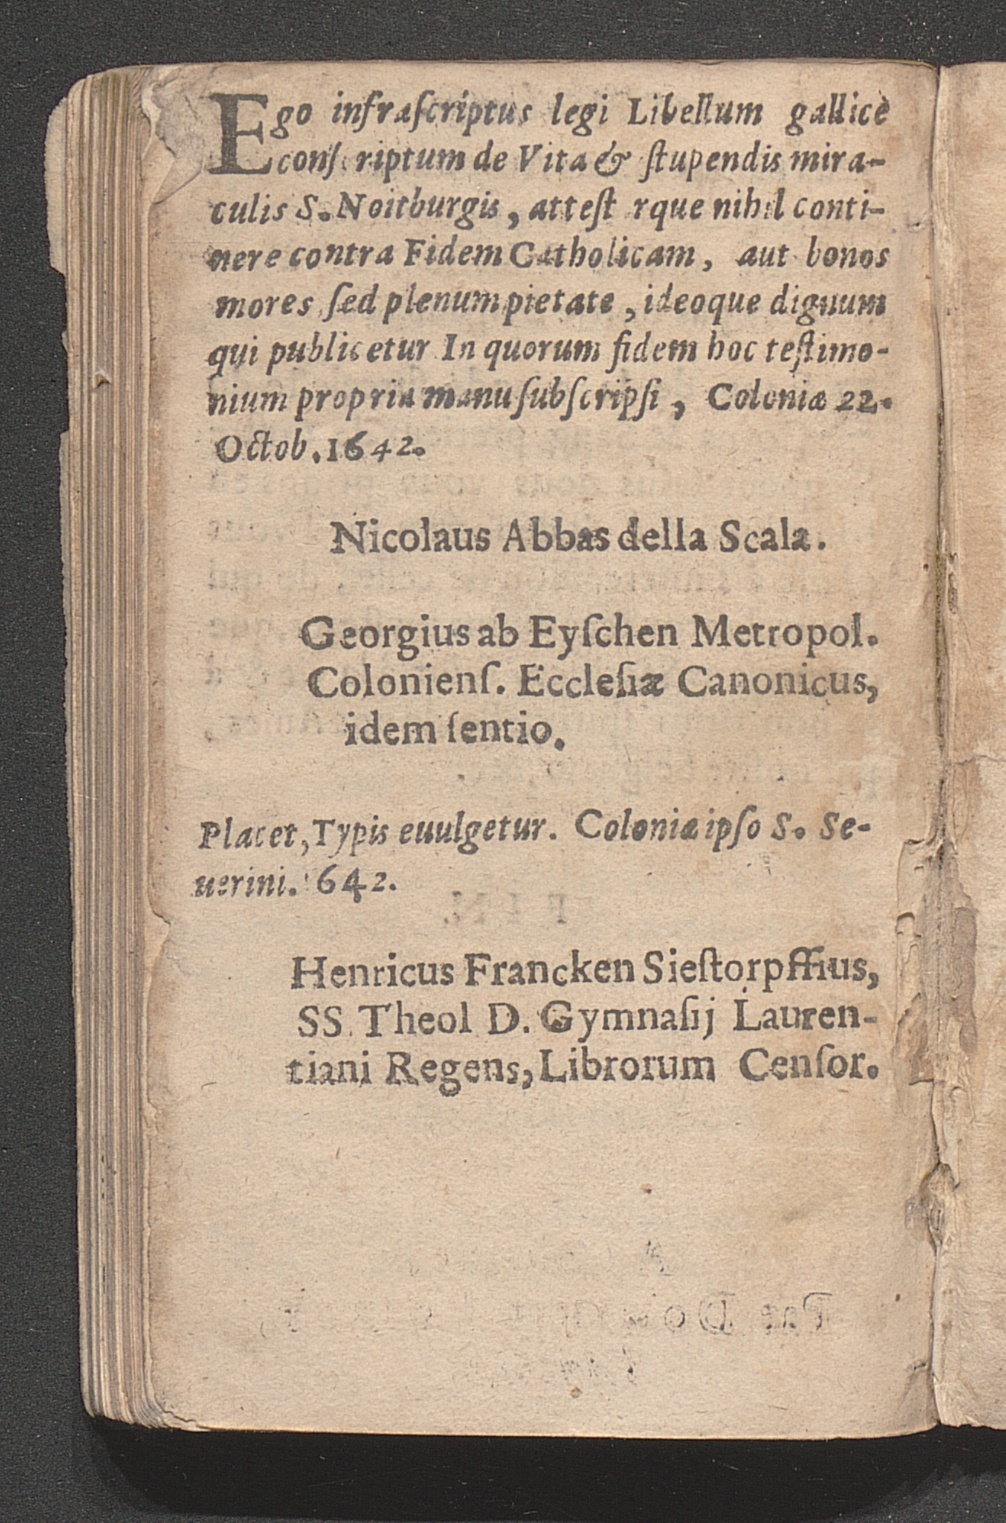 Ego infraſcriptus legi Libellum gallicè
conſcriptum de Vita & ſtupendis mira-
culis S. Noitburgis, atteſtorque nihil conti-
nere contra Fidem Catholicam, aut bonos
mores ſed plenum pietate, ideoque dignum
qui publicetur In quorum fidem hoc teſtimo-
nium propria manu ſubſcripſi, Coloniæ 22.
Octob. 1642.
Nicolaus Abbas della Scala.
Georgius ab Eyſchen Metropol.
Colonienſ. Eccleſiæ Canonicus,
idem ſentio.
Placet, Typis euulgetur. Coloniæ ipſo S. Se-
uerini. 1642.
Henricus Francken Sieſtorpffius,
SS. Theol D. Gymnaſij Lauren-
tiani Regens, Librorum Cenſor.